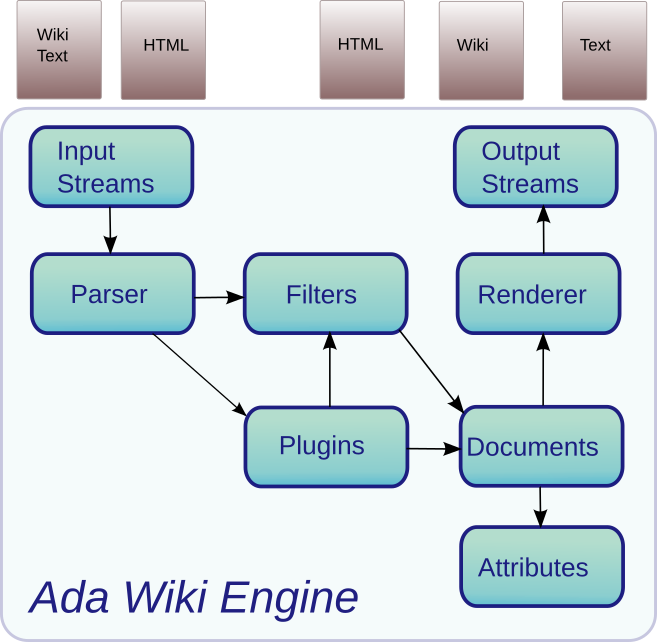 Wiki
Text
HTML
HTML
Wiki
Text
Input
Streams
Output
Streams
Parser
Filters
Renderer
Plugins
Documents
Attributes
Ada Wiki Engine